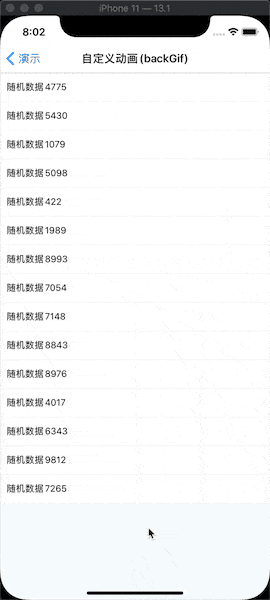 iPhone 11 — 13.1
8:02
演示
自定义动画(backGif)
随机数据4775
随机数据5430
随机数据1079
随机数据5098
随机数据422
随机数据1989
随机数据8993
随机数据7054
随机数据7148
随机数据8843
随机数据8976
随机数据4017
随机数据6343
随机数据9812
随机数据7265